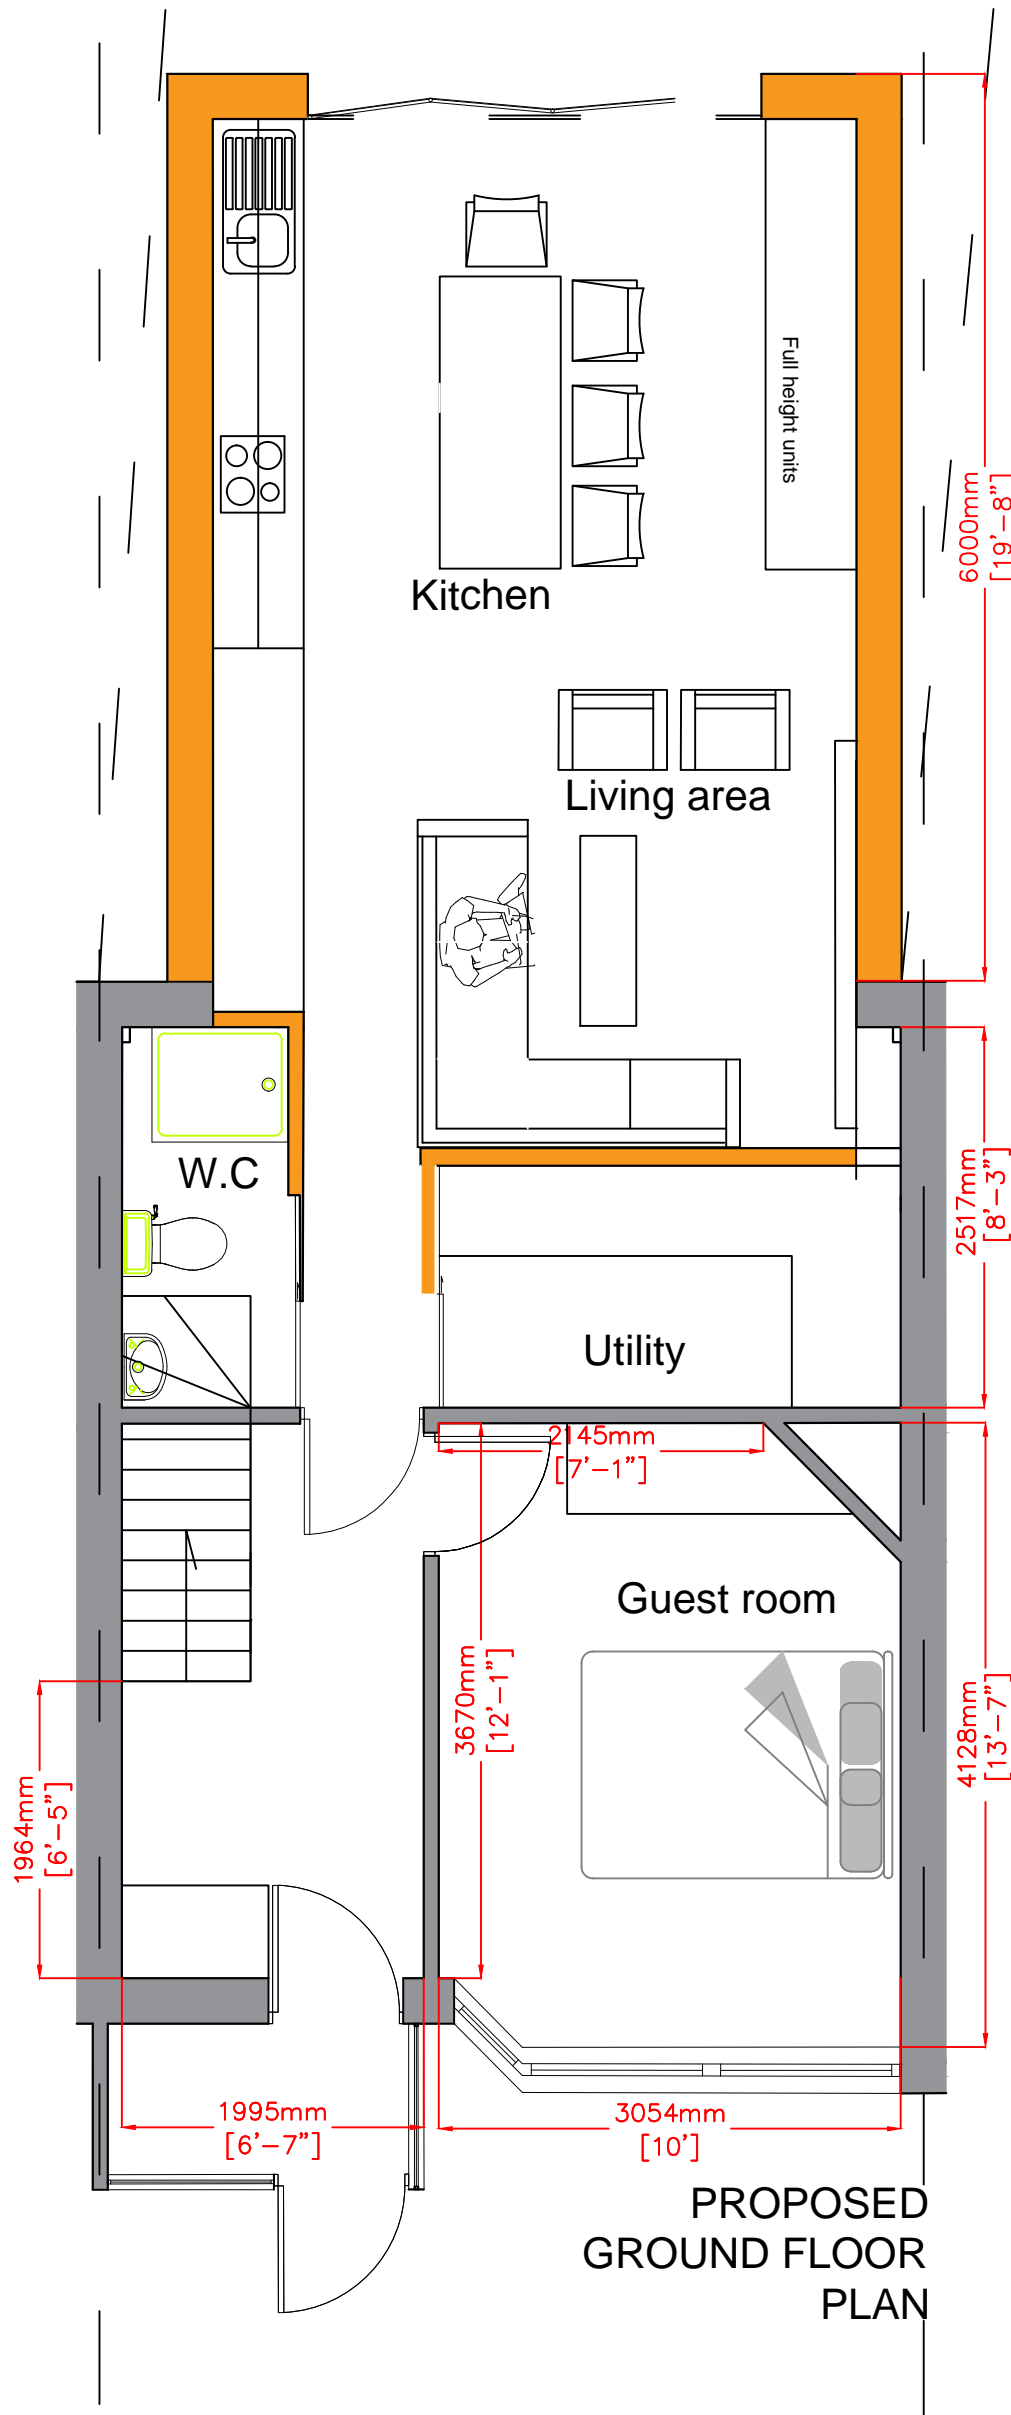 Full height units
6000mm
[19'-8"]
Kitchen
Living area
W.C
2517mm
[8'-3"]
Utility
2145mm
[7'-1"]
Guest room
3670mm
[12'-1"]
4128mm
[13'-7"]
1964mm
[6'-5"]
1995mm
[6'-7"]
3054mm
[10']
PROPOSED
GROUND FLOOR
PLAN